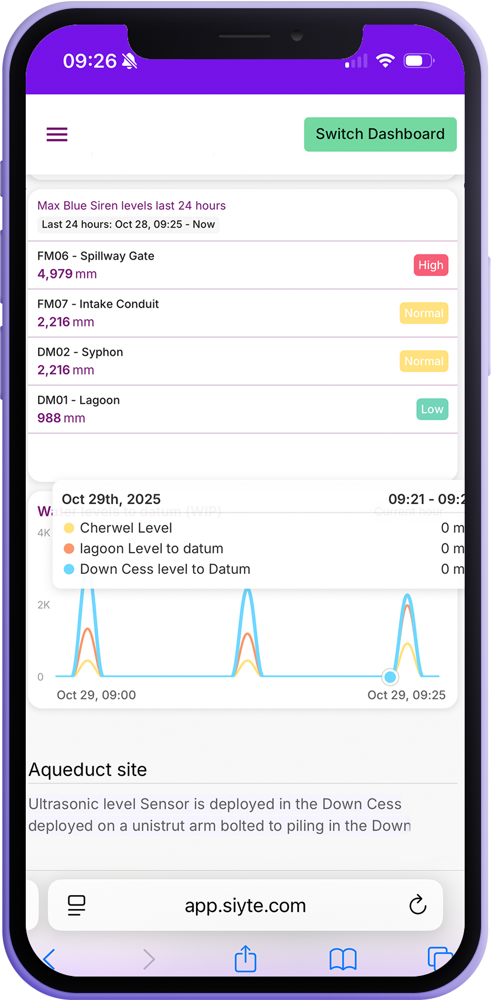 09:26
Switch Dashboard
Max Blue Siren levels last 24 hours
Last 24 hours: Oct 28, 09:25 - Now
FM06 - Spillway Gate
4,979 mm
High
FM07 - Intake Conduit
2,216 mm
Normal
DM02 - Syphon
2,216 mm
Normal
DM01 - Lagoon
988 mm
Low
Water levels to datum (WIP)
Current hour
Oct 29th, 2025
09:21 - 09:2
Cherwel Level
0 m
lagoon Level to datum
0 m
Down Cess level to Datum
0 m
4K
2K
0
Oct 29, 09:00
Oct 29, 09:25
Aqueduct site
Ultrasonic level Sensor is deployed in the Down Cess
deployed on a unistrut arm bolted to piling in the Down
app.siyte.com